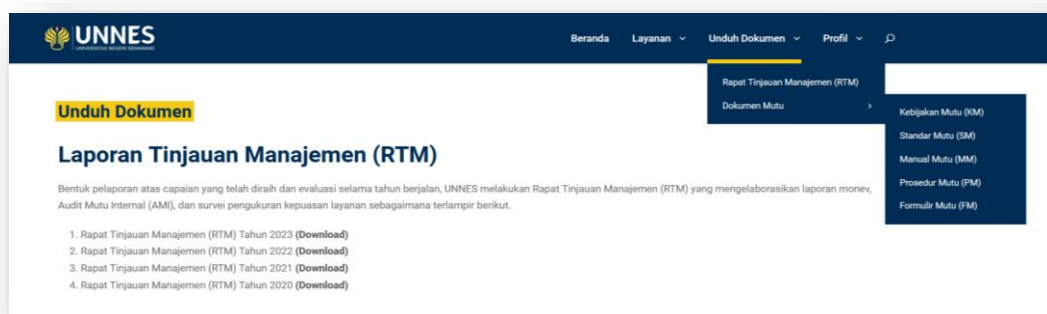 UNNES
UNIVERSITAS NEGERI SEMARANG
Beranda Layanan Unduh Dokumen Profil
Rapat Tinjauan Manajemen (RTM)
Dokumen Mutu
Kebijakan Mutu (KM)
Standar Mutu (SM)
Manual Mutu (MM)
Prosedur Mutu (PM)
Formulir Mutu (FM)
Unduh Dokumen
Laporan Tinjauan Manajemen (RTM)
Bentuk pelaporan atas capaian yang telah diraih dan evaluasi selama tahun berjalan, UNNES melakukan Rapat Tinjauan Manajemen (RTM) yang mengelaborasikan laporan monev,
Audit Mutu Internal (AMI), dan survei pengukuran kepuasan layanan sebagaimana terlampir berikut.
1. Rapat Tinjauan Manajemen (RTM) Tahun 2023 (Download)
2. Rapat Tinjauan Manajemen (RTM) Tahun 2022 (Download)
3. Rapat Tinjauan Manajemen (RTM) Tahun 2021 (Download)
4. Rapat Tinjauan Manajemen (RTM) Tahun 2020 (Download)